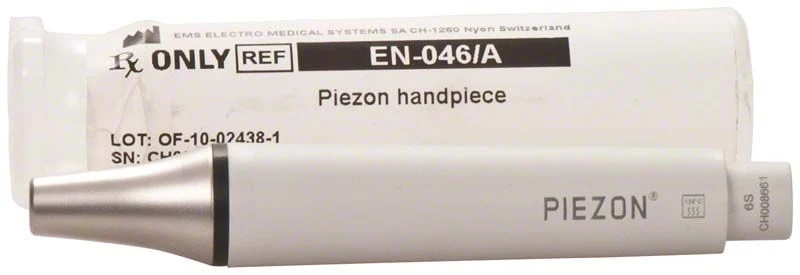 EMS ELECTRO MEDICAL SYSTEMS SA CH-1260 Nyon Switzerland
Rx ONLY REF EN-046/A
Piezon handpiece
LOT: OF-10-02438-1
SN:
PIEZON®
135°C
6S
CH008661